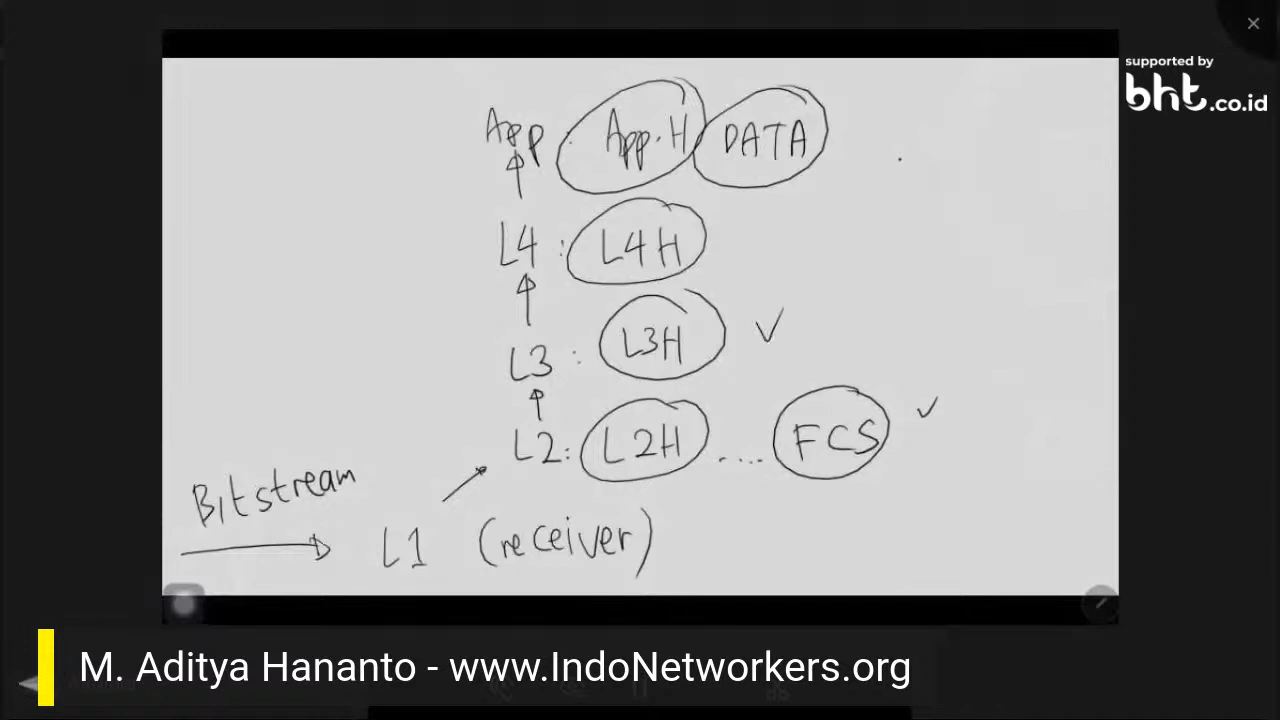 supported by
bht.co.id
App App.H DATA
L4 : L4H
L3 : L3H
L2: L2H .... FCS
Bitstream
L1 (receiver)
M. Aditya Hananto - www.IndoNetworkers.org